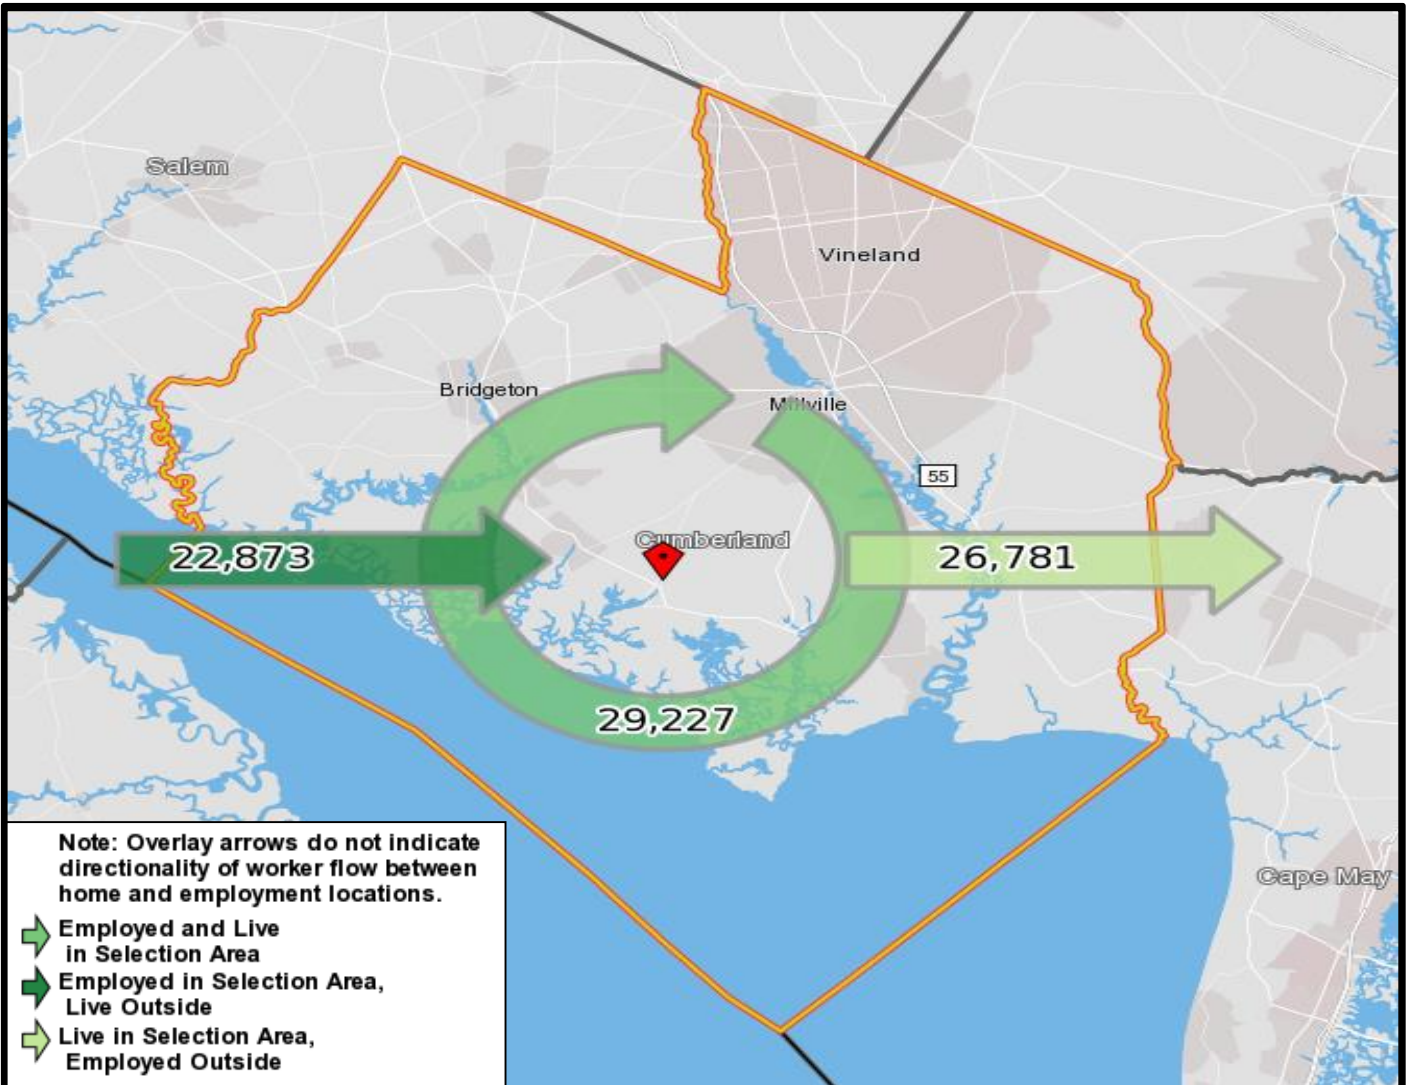 Salem
Vineland
Bridgeton
Millville
55
Cumberland
22,873
26,781
29,227
Note: Overlay arrows do not indicate
directionality of worker flow between
home and employment locations.
Employed and Live
in Selection Area
Employed in Selection Area,
Live Outside
Live in Selection Area,
Employed Outside
Cape May